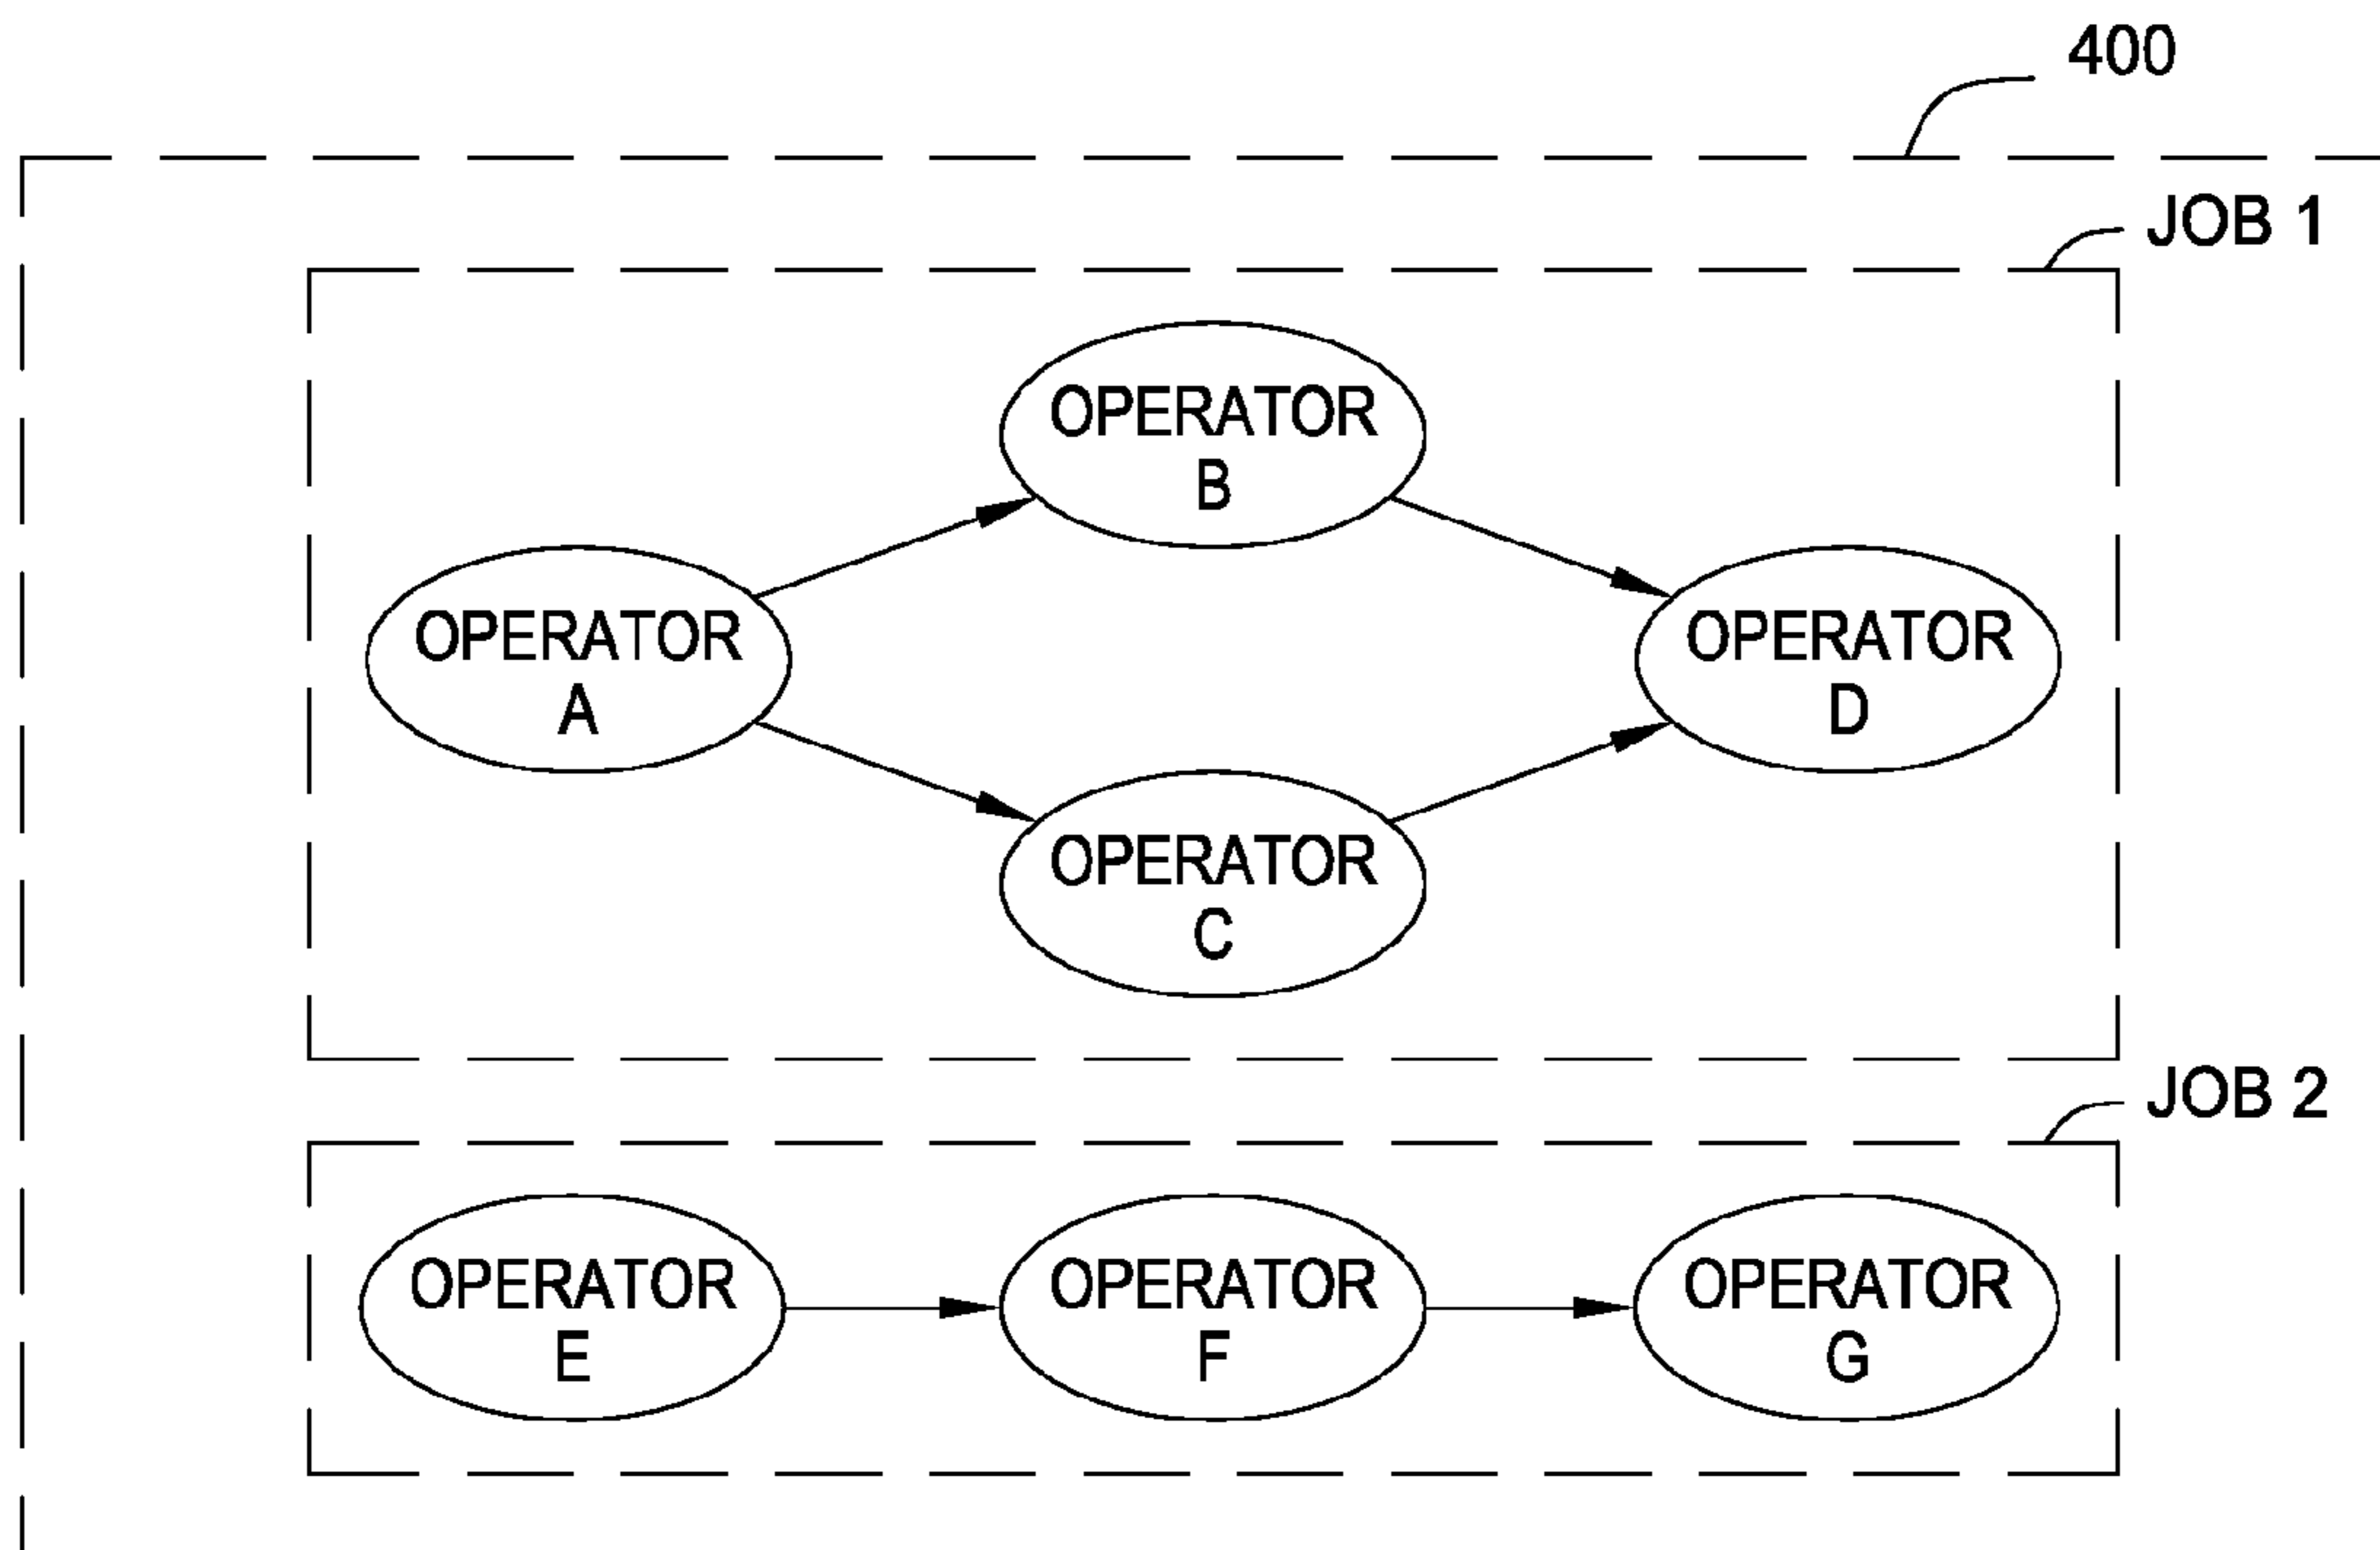 400
JOB 1
OPERATOR
B
OPERATOR
A
OPERATOR
D
OPERATOR
C
JOB 2
OPERATOR
E
OPERATOR
F
OPERATOR
G